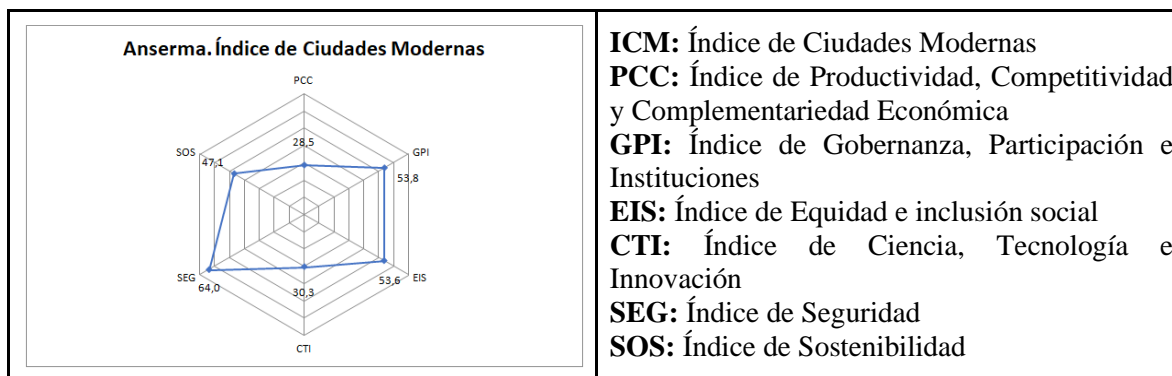 Anserma. Índice de Ciudades Modernas
PCC
28,5
SOS
47,1
GPI
53,8
SEG
64,0
EIS
53,6
30,3
CTI
ICM: Índice de Ciudades Modernas
PCC: Índice de Productividad, Competitividad
y Complementariedad Económica
GPI: Índice de Gobernanza, Participación e
Instituciones
EIS: Índice de Equidad e inclusión social
CTI: Índice de Ciencia, Tecnología e
Innovación
SEG: Índice de Seguridad
SOS: Índice de Sostenibilidad